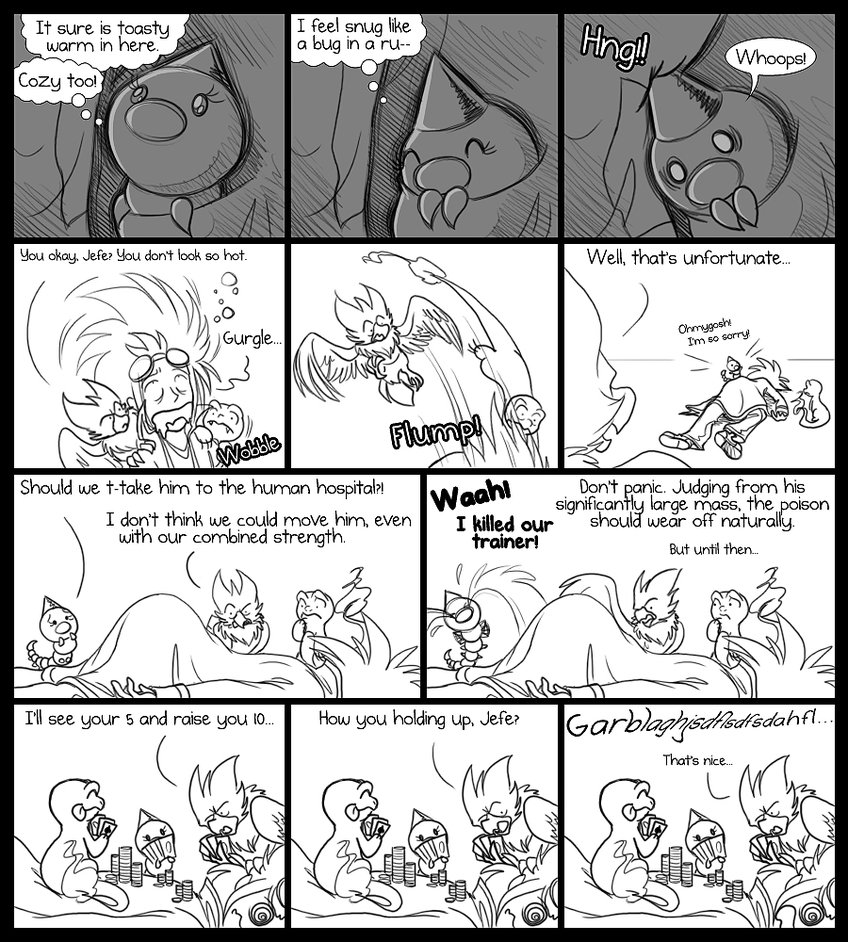 It sure is toasty
warm in here.
Cozy too!
I feel snug like
a bug in a ru--
Hng!!
Whoops!
You okay, Jefe? You don't look so hot.
Gurgle...
Wobble
Flump!
Well, that's unfortunate...
Ohmygosh!
I'm so sorry!
Should we t-take him to the human hospital?!
I don't think we could move him, even
with our combined strength.
Waah!
I killed our
trainer!
Don't panic. Judging from his
significantly large mass, the poison
should wear off naturally.
But until then...
I'll see your 5 and raise you 10...
How you holding up, Jefe?
Garblaghjsdflsdfsdahfl...
That's nice...